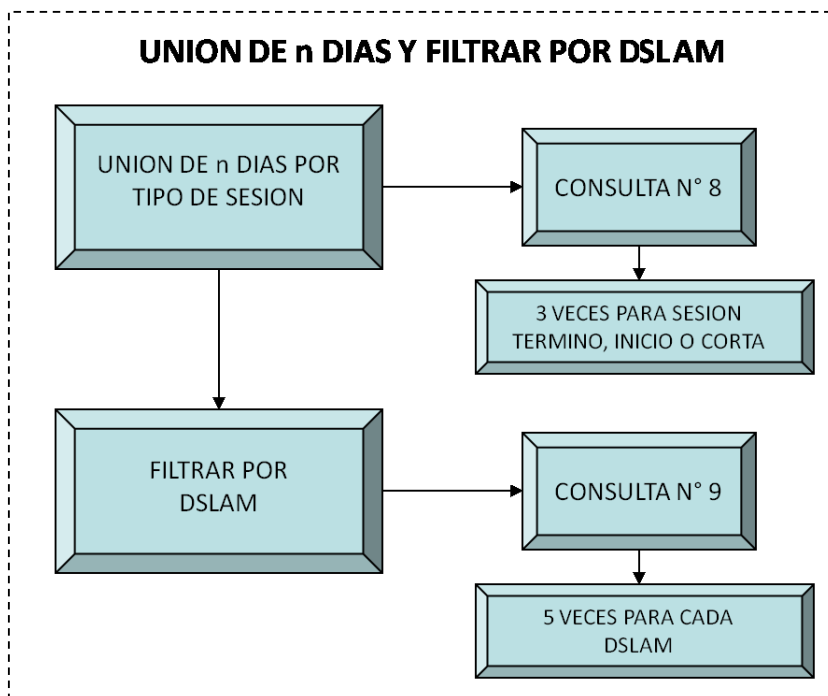 UNION DE n DIAS Y FILTRAR POR DSLAM
UNION DE n DIAS POR
TIPO DE SESION
CONSULTA N° 8
3 VECES PARA SESION
TERMINO, INICIO O CORTA
FILTRAR POR
DSLAM
CONSULTA N° 9
5 VECES PARA CADA
DSLAM